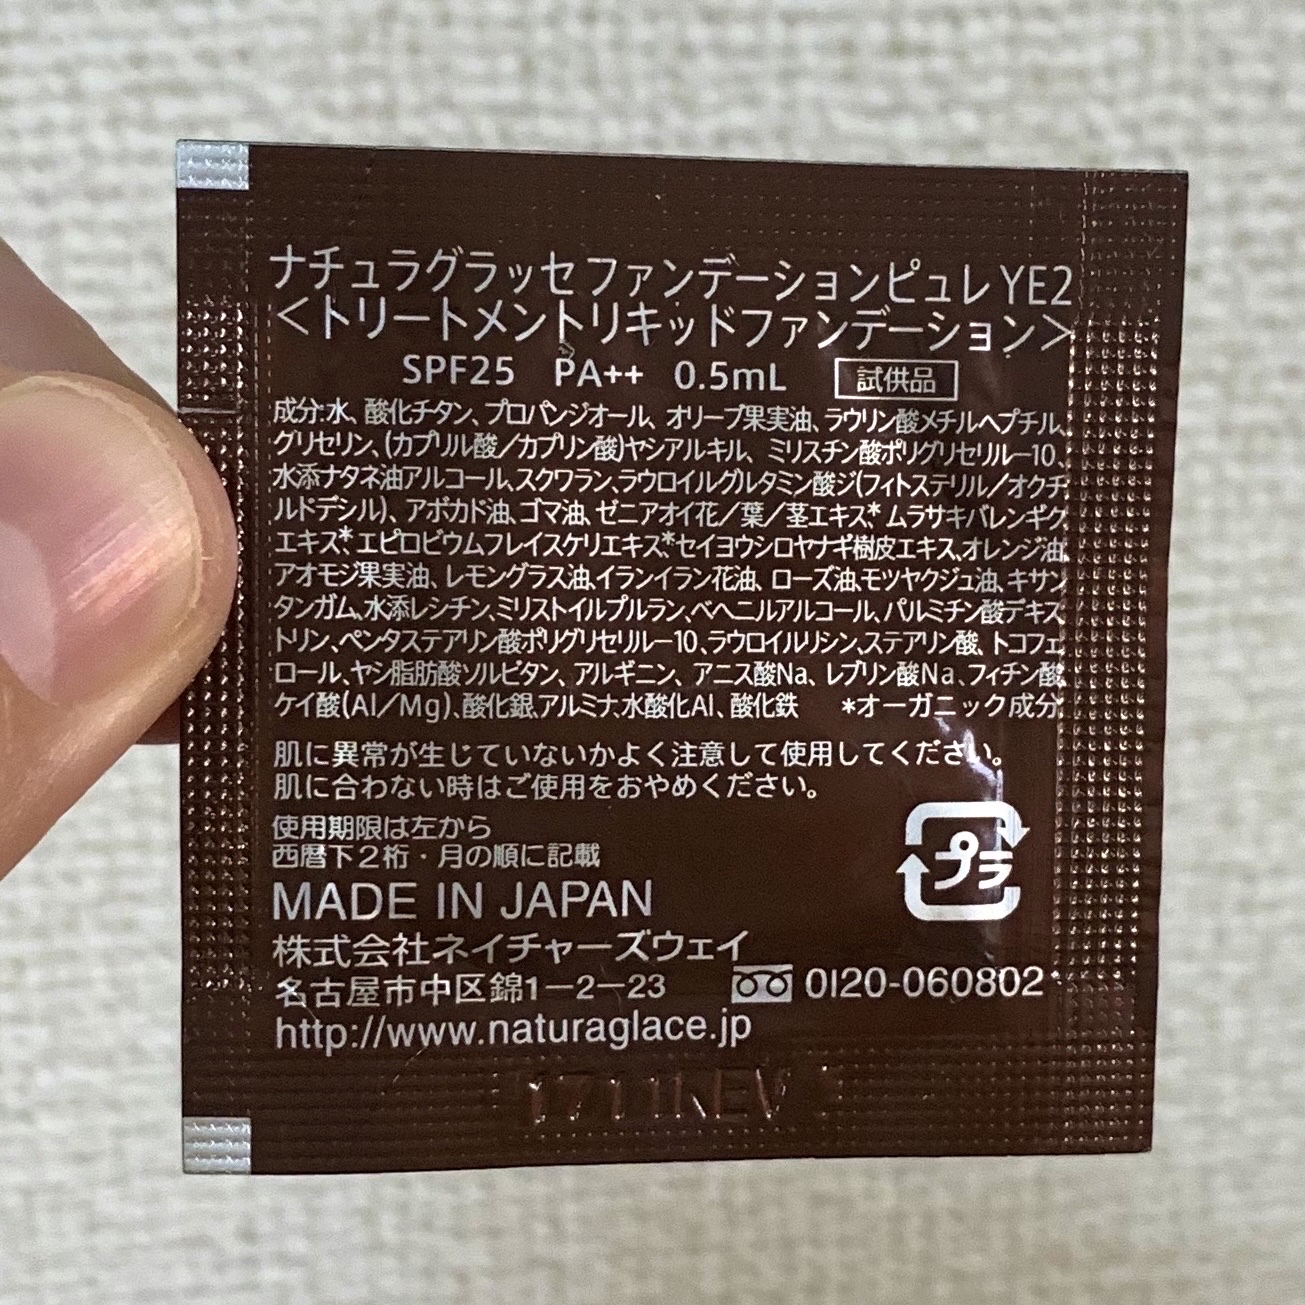 ナチュラグラッセ ファンデーションピュレ YE2
＜トリートメントリキッドファンデーション＞
SPF25 PA++ 0.5mL 試供品
成分:水、酸化チタン、プロパンジオール、オリーブ果実油、ラウリン酸メチルヘプチル、
グリセリン、(カプリル酸／カプリン酸)ヤシアルキル、ミリスチン酸ポリグリセリル－10、
水添ナタネ油アルコール、スクワラン、ラウロイルグルタミン酸ジ(フィトステリル／オクチ
ルドデシル)、アボカド油、ゴマ油、ゼニアオイ花／葉／茎エキス*、ムラサキバレンギク
エキス*、エピロビウムフレイスケリエキス*、セイヨウシロヤナギ樹皮エキス、オレンジ油、
アオモジ果実油、レモングラス油、イランイラン花油、ローズ油、モツヤクジュ油、キサン
タンガム、水添レシチン、ミリストイルプルラン、ベヘニルアルコール、パルミチン酸デキス
トリン、ペンタステアリン酸ポリグリセリル－10、ラウロイルリシン、ステアリン酸、トコフェ
ロール、ヤシ脂肪酸ソルビタン、アルギニン、アニス酸Na、レブリン酸Na、フィチン酸、
ケイ酸(Al／Mg)、酸化銀、アルミナ、水酸化Al、酸化鉄 *オーガニック成分
肌に異常が生じていないかよく注意して使用してください。
肌に合わない時はご使用をおやめください。
使用期限は左から
西暦下2桁・月の順に記載
プラ
MADE IN JAPAN
株式会社ネイチャーズウェイ
名古屋市中区錦1－2－23 0120-060802
http://www.naturaglace.jp